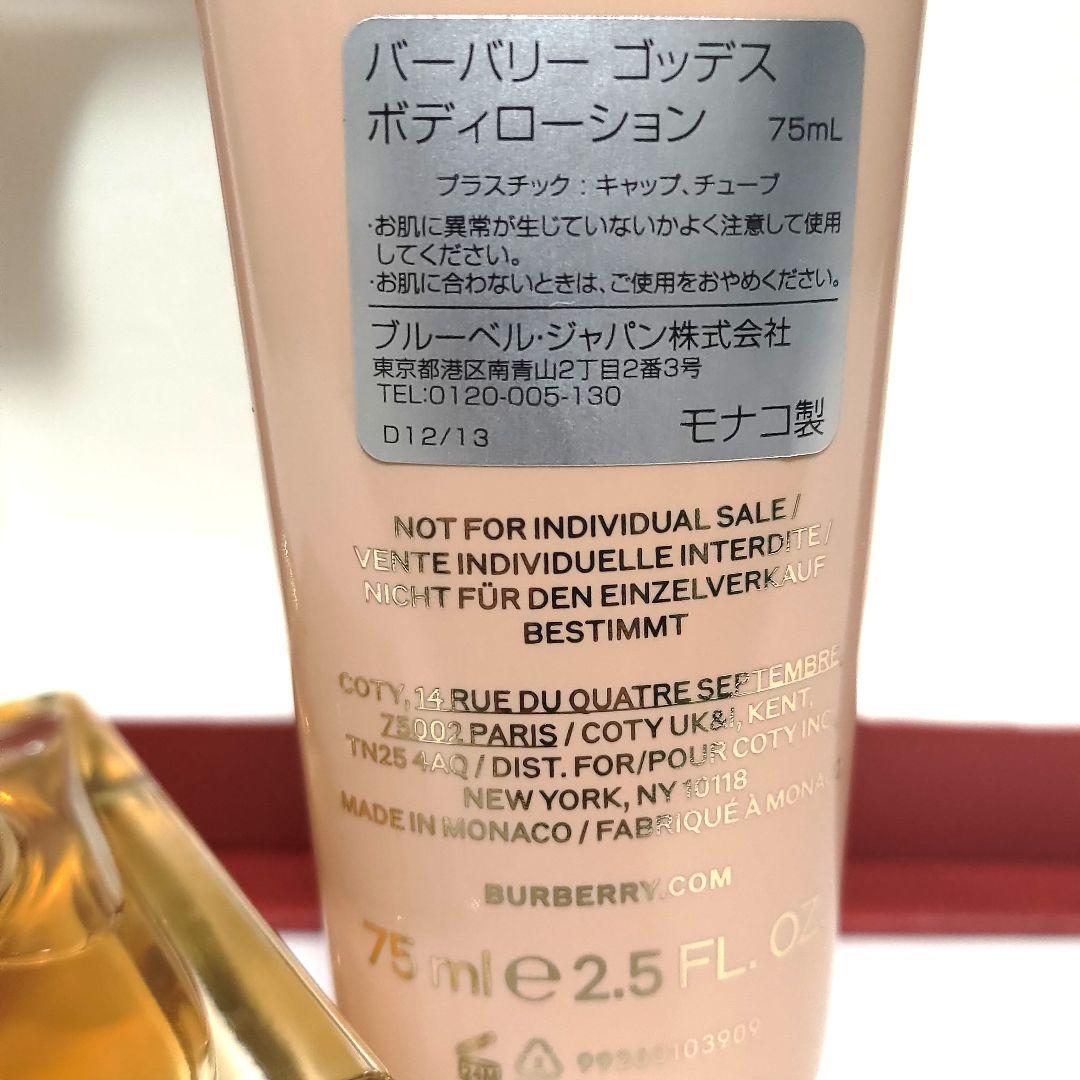 バーバリー ゴッデス
ボディローション 75mL
プラスチック : キャップ、チューブ
・お肌に異常が生じていないかよく注意して使用
してください。
・お肌に合わないときは、ご使用をおやめください。
ブルーベル・ジャパン株式会社
東京都港区南青山2丁目2番3号
TEL:0120-005-130
D12/13 モナコ製
NOT FOR INDIVIDUAL SALE /
VENTE INDIVIDUELLE INTERDITE /
NICHT FÜR DEN EINZELVERKAUF
BESTIMMT
COTY, 14 RUE DU QUATRE SEPTEMBRE
75002 PARIS / COTY UK&I, KENT,
TN25 4AQ / DIST. FOR/POUR COTY INC
NEW YORK, NY 10118
MADE IN MONACO / FABRIQUÉ À
BURBERRY.COM
75 ml e 2.5 FL. OZ.
24M